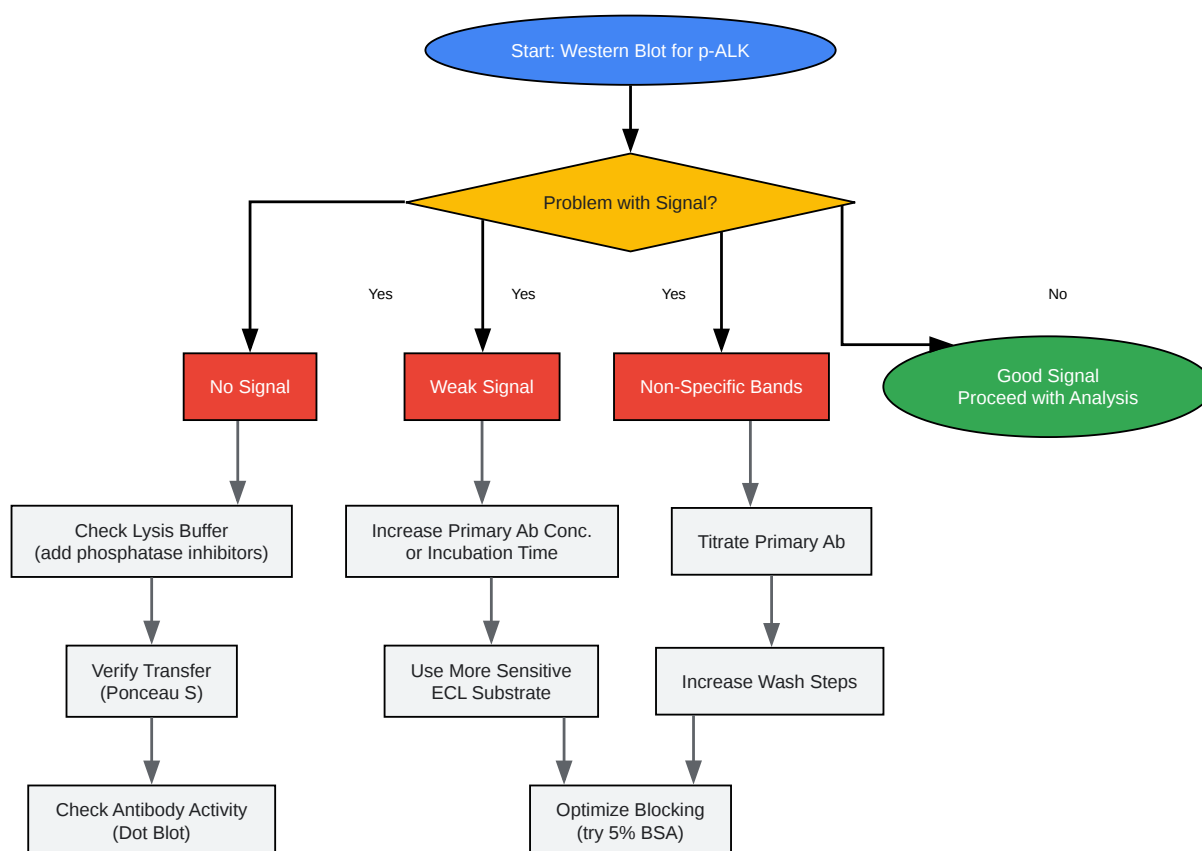 Start: Western Blot for p-ALK
Problem with Signal?
Yes
Yes
Yes
No
No Signal
Weak Signal
Non-Specific Bands
Good Signal
Proceed with Analysis
Check Lysis Buffer
(add phosphatase inhibitors)
Increase Primary Ab Conc.
or Incubation Time
Titrate Primary Ab
Verify Transfer
(Ponceau S)
Use More Sensitive
ECL Substrate
Increase Wash Steps
Check Antibody Activity
(Dot Blot)
Optimize Blocking
(try 5% BSA)